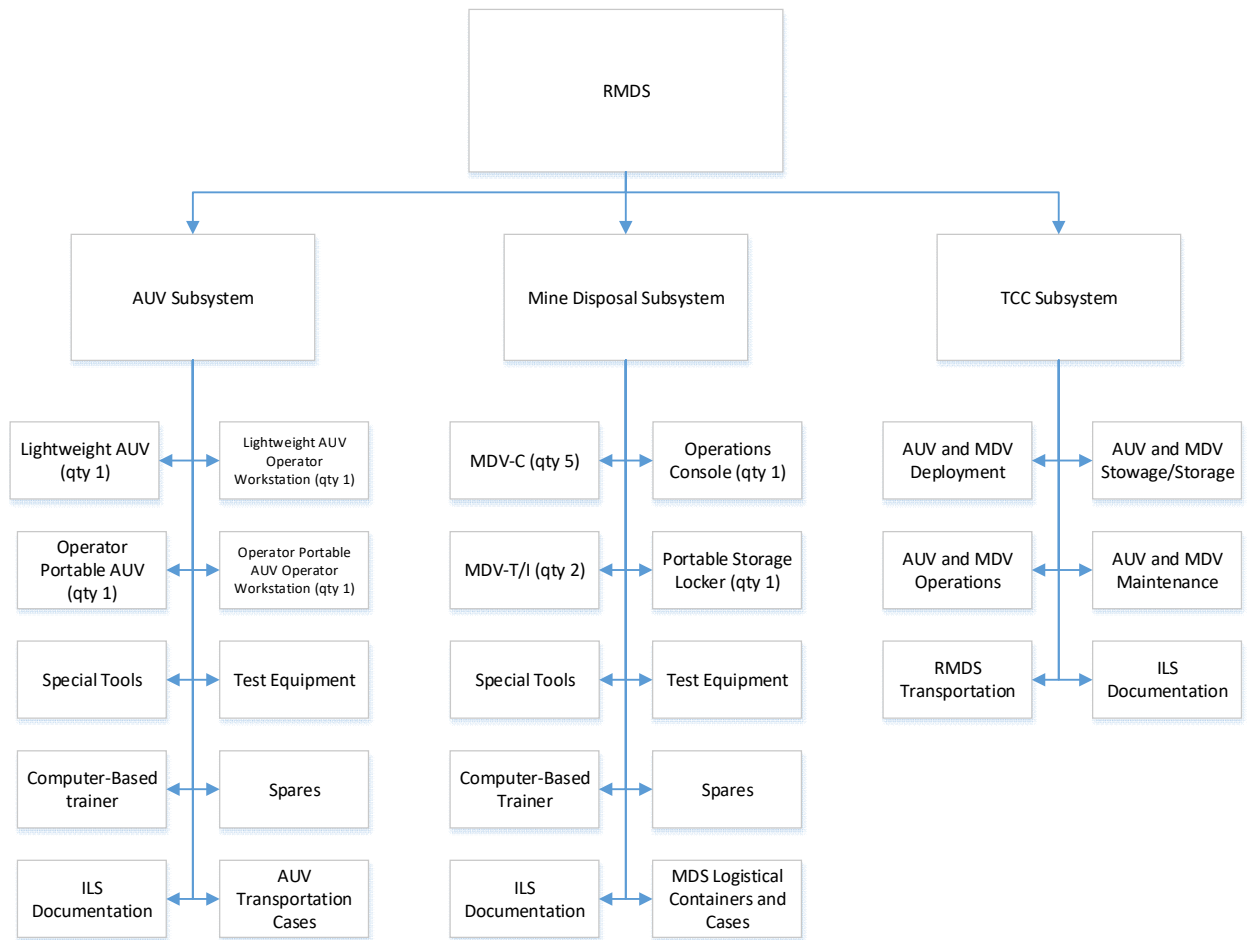 RMDS
AUV Subsystem
Mine Disposal Subsystem
TCC Subsystem
Lightweight AUV
(qty 1)
Lightweight AUV
Operator
Workstation (qty 1)
Operator
Portable AUV
(qty 1)
Operator Portable
AUV Operator
Workstation (qty 1)
Special Tools
Test Equipment
Computer-Based
trainer
Spares
ILS
Documentation
AUV
Transportation
Cases
MDV-C (qty 5)
Operations
Console (qty 1)
MDV-T/I (qty 2)
Portable Storage
Locker (qty 1)
Special Tools
Test Equipment
Computer-Based
Trainer
Spares
ILS
Documentation
MDS Logistical
Containers and
Cases
AUV and MDV
Deployment
AUV and MDV
Stowage/Storage
AUV and MDV
Operations
AUV and MDV
Maintenance
RMDS
Transportation
ILS
Documentation